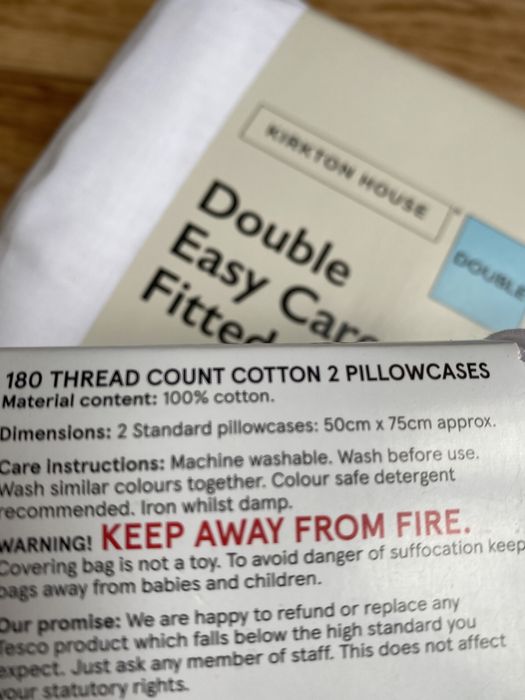 KIRKTON HOUSE
DOUBLE
Double
Easy Care
Fitted
180 THREAD COUNT COTTON 2 PILLOWCASES
Material content: 100% cotton.
Dimensions: 2 Standard pillowcases: 50cm x 75cm approx.
Care instructions: Machine washable. Wash before use.
Wash similar colours together. Colour safe detergent
recommended. Iron whilst damp.
WARNING! KEEP AWAY FROM FIRE.
Covering bag is not a toy. To avoid danger of suffocation keep
bags away from babies and children.
Our promise: We are happy to refund or replace any
Tesco product which falls below the high standard you
expect. Just ask any member of staff. This does not affect
your statutory rights.